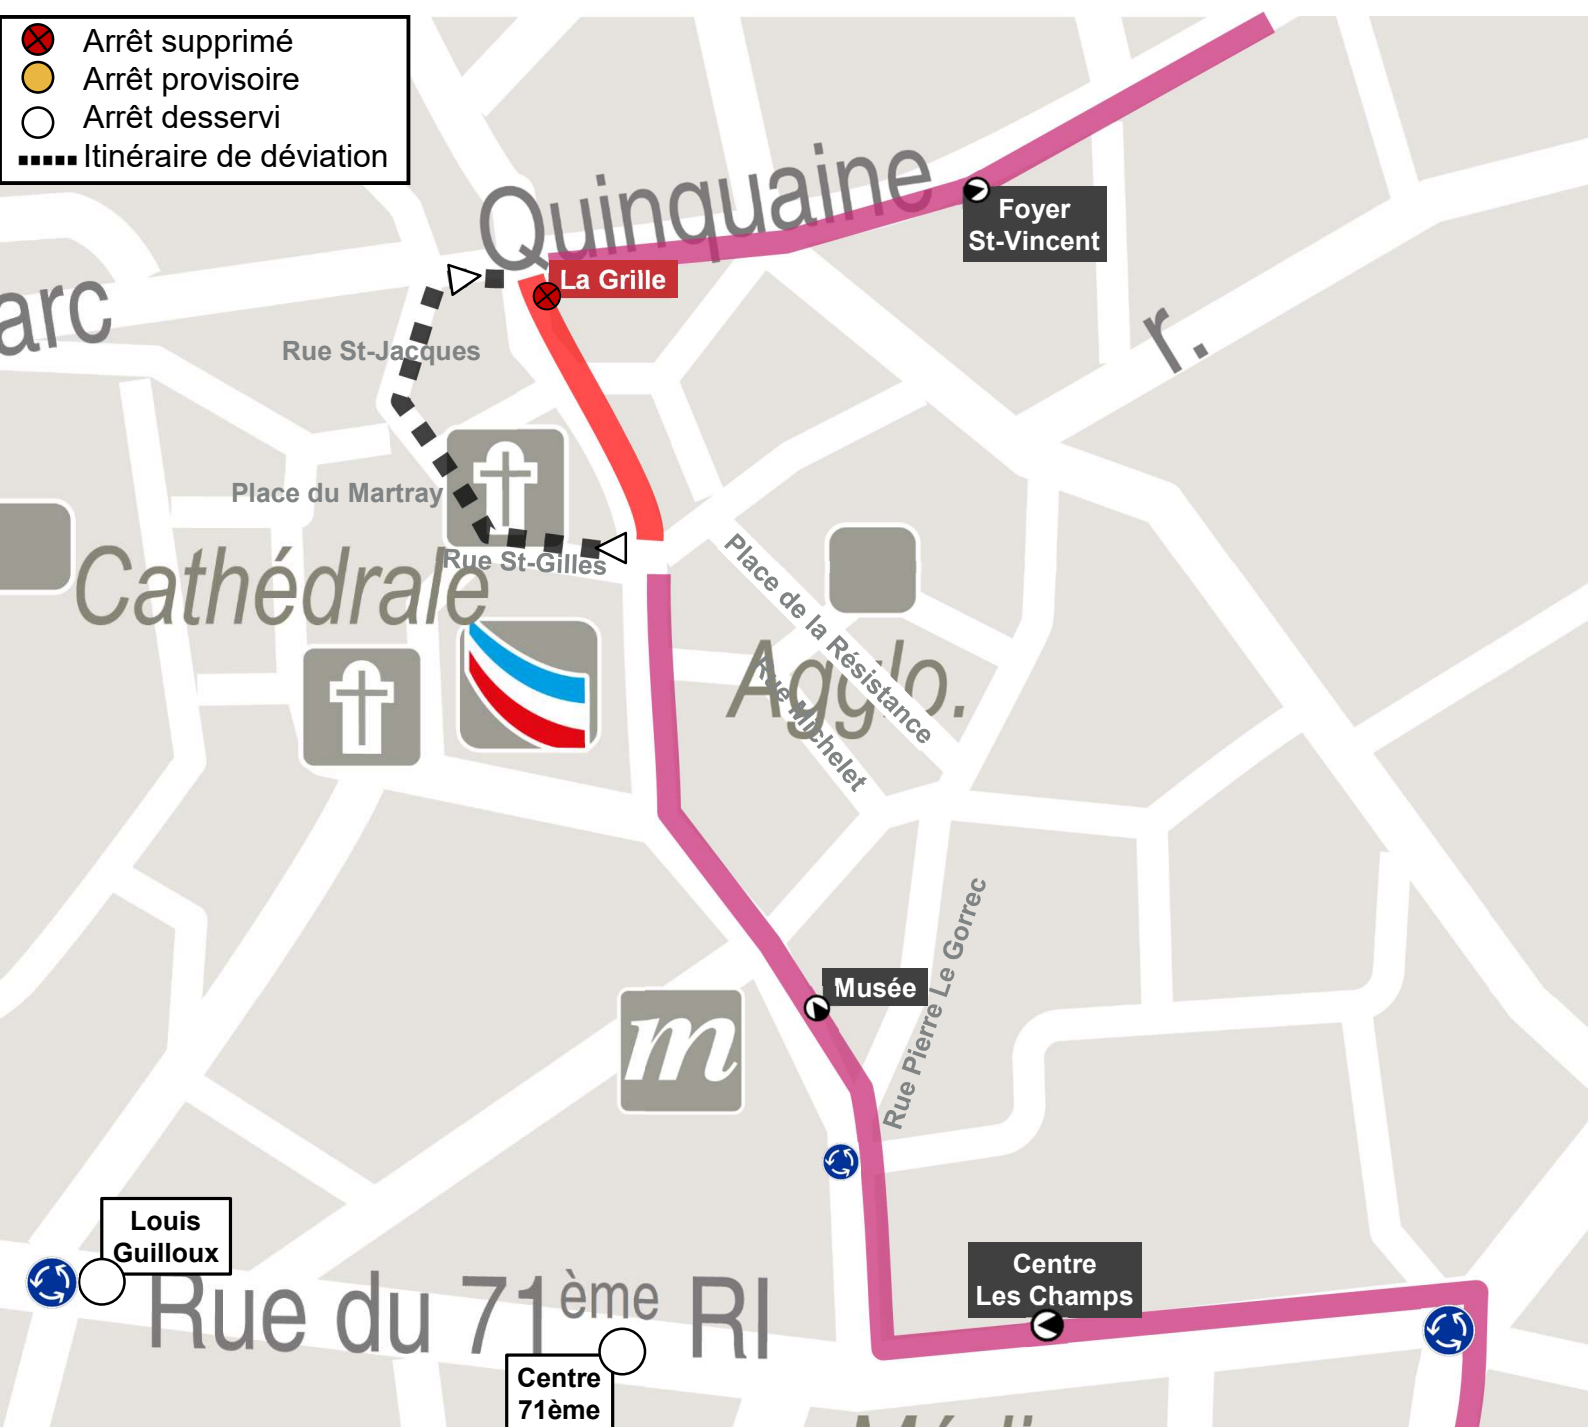 Arrêt supprimé
Arrêt provisoire
Arrêt desservi
Itinéraire de déviation
Quinquaine
Foyer
St-Vincent
La Grille
arc
r.
Rue St-Jacques
Place du Martray
Rue St-Gilles
Cathédrale
Place de la Résistance
Agglo.
Rue Michelet
Rue Pierre Le Gorrec
Musée
m
Louis
Guilloux
Centre
Les Champs
Rue du 71ème RI
Centre
71ème